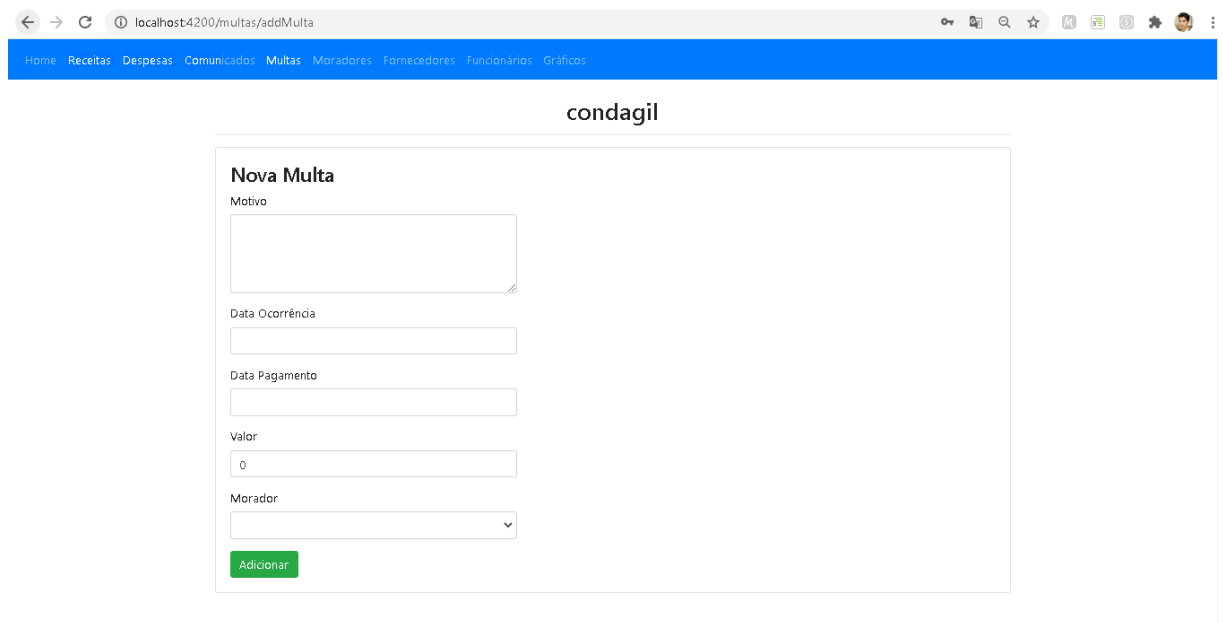 localhost:4200/multas/addMulta
Home Receitas Despesas Comunicados Multas Moradores Fornecedores Funcionários Gráficos
condagil
Nova Multa
Motivo
Data Ocorrência
Data Pagamento
Valor
0
Morador
Adicionar